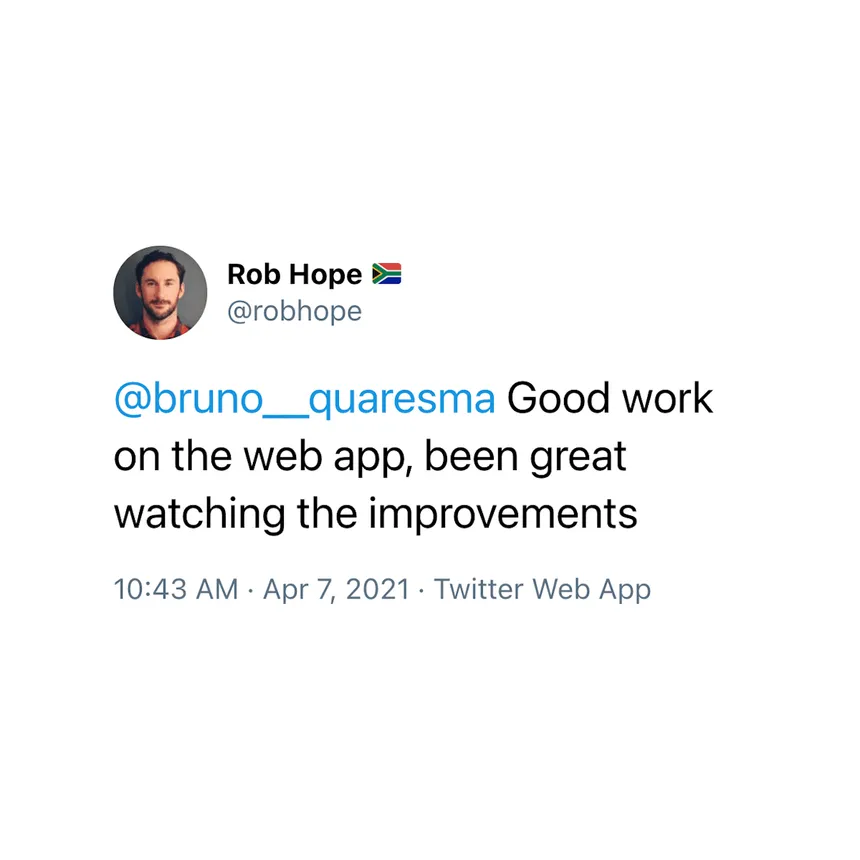 Rob Hope 🇿🇦
@robhope
@bruno__quaresma Good work
on the web app, been great
watching the improvements
10:43 AM · Apr 7, 2021 · Twitter Web App